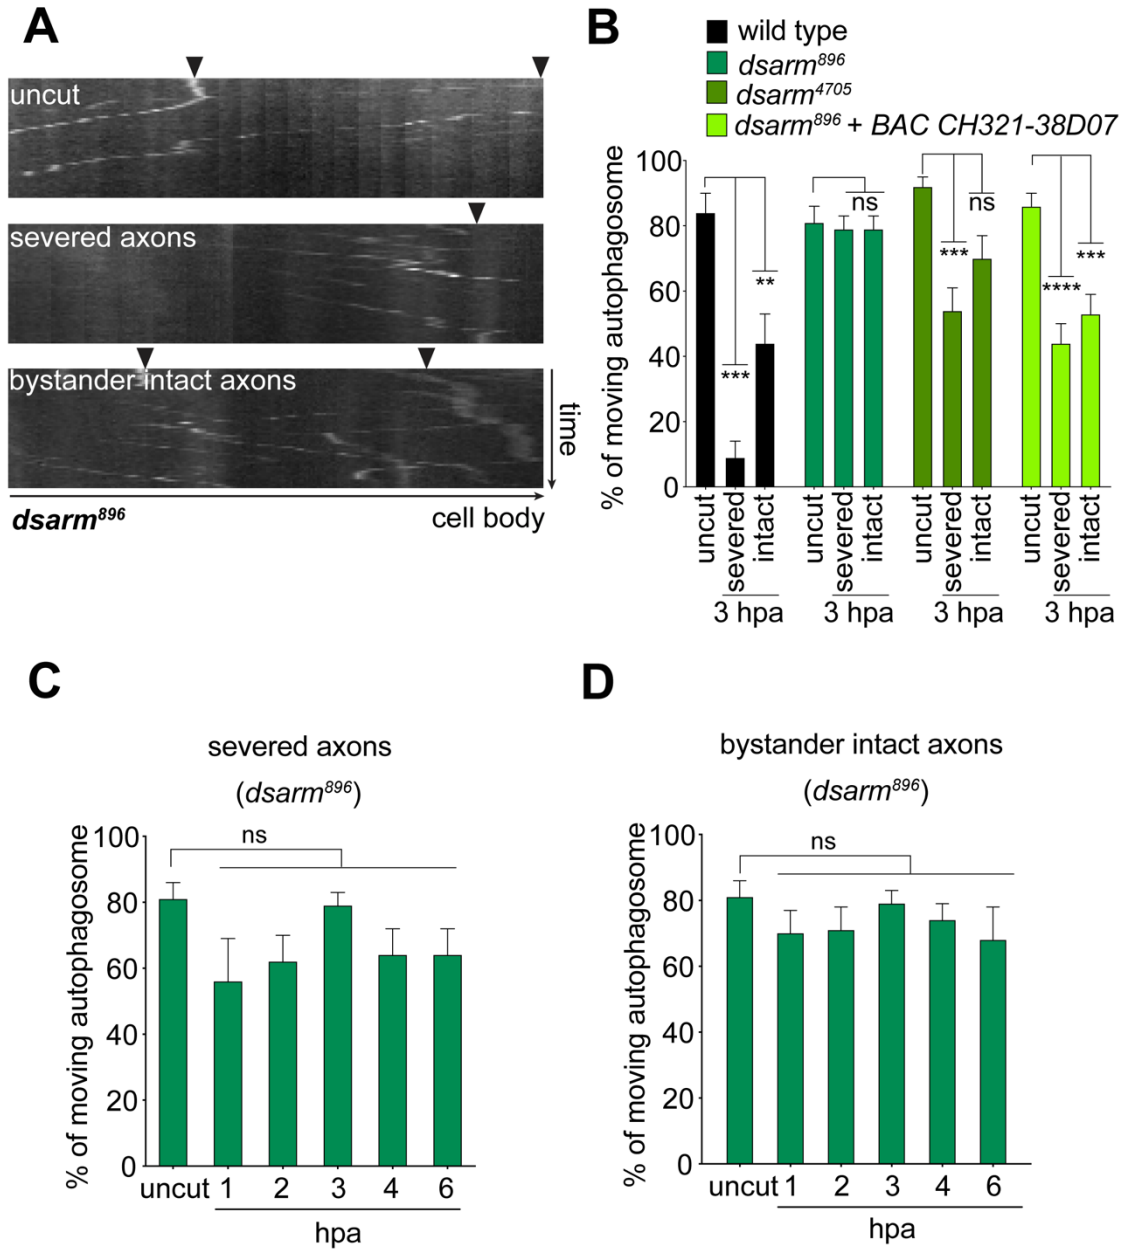 A
uncut
severed axons
bystander intact axons
time
dsarm896
cell body
B
wild type
dsarm896
dsarm4705
dsarm896 + BAC CH321-38D07
% of moving autophagosome
100
80
60
40
20
0
***
**
ns
***
ns
****
***
uncut
severed
intact
uncut
severed
intact
uncut
severed
intact
uncut
severed
intact
3 hpa
3 hpa
3 hpa
3 hpa
C
severed axons
(dsarm896)
% of moving autophagosome
100
80
60
40
20
0
ns
uncut 1 2 3 4 6
hpa
D
bystander intact axons
(dsarm896)
% of moving autophagosome
100
80
60
40
20
0
ns
uncut 1 2 3 4 6
hpa